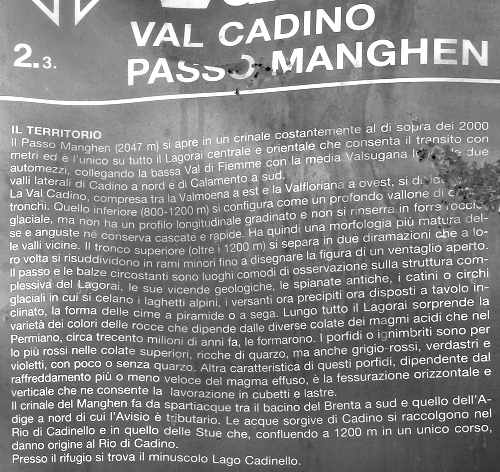 VAL CADINO
2.3.
PASSO MANGHEN
IL TERRITORIO
Il Passo Manghen (2047 m) si apre in un crinale costantemente al di sopra dei 2000
metri ed è l'unico su tutto il Lagorai centrale e orientale che consenta il transito con
automezzi, collegando la bassa Val di Fiemme con la media Valsugana due
valli laterali di Cadino a nord e di Calamento a sud.
La Val Cadino, compresa tra la Valmoena a est e la Valfloriana a ovest, si
tronchi. Quello inferiore (800-1200 m) si configura come un profondo vallone di
glaciale, ma non ha un profilo longitudinale gradinato e non si rinserra in forre roccio-
se e anguste né conserva cascate e rapide. Ha quindi una morfologia più matura del-
le valli vicine. Il tronco superiore (oltre i 1200 m) si separa in due diramazioni che a lo-
ro volta si risuddividono in rami minori fino a disegnare la figura di un ventaglio aperto.
Il passo e le balze circostanti sono luoghi comodi di osservazione sulla struttura com-
plessiva del Lagorai, le sue vicende geologiche, le spianate antiche, i catini o circhi
glaciali in cui si celano i laghetti alpini, i versanti ora precipiti ora disposti a tavolo in-
clinato, la forma delle cime a piramide o a sega. Lungo tutto il Lagorai sorprende la
varietà dei colori delle rocce che dipende dalle diverse colate dei magmi acidi che nel
Permiano, circa trecento milioni di anni fa, le formarono. I porfidi o ignimbriti sono per
lo più rossi nelle colate superiori, ricche di quarzo, ma anche grigio-rossi, verdastri e
violetti, con poco o senza quarzo. Altra caratteristica di questi porfidi, dipendente dal
raffreddamento più o meno veloce del magma effuso, è la fessurazione orizzontale e
verticale che ne consente la lavorazione in cubetti e lastre.
Il crinale del Manghen fa da spartiacque tra il bacino del Brenta a sud e quello dell'A-
dige a nord di cui l'Avisio è tributario. Le acque sorgive di Cadino si raccolgono nel
Rio di Cadinello e in quello delle Stue che, confluendo a 1200 m in un unico corso,
danno origine al Rio di Cadino.
Presso il rifugio si trova il minuscolo Lago Cadinello.